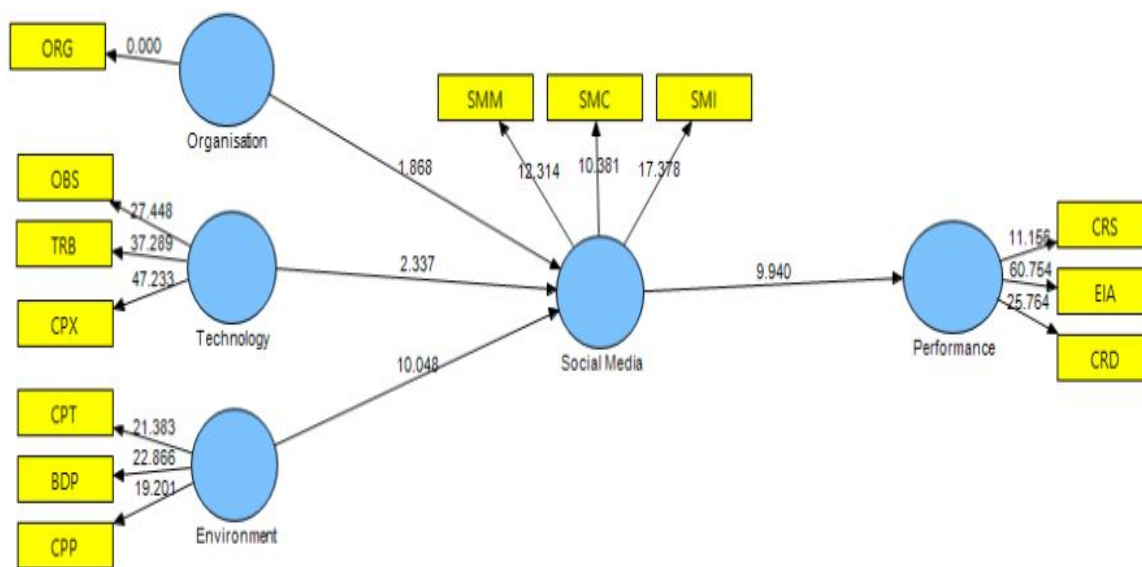 ORG
0.000
Organisation
1.868
OBS
27.448
TRB
37.289
CPX
47.233
Technology
2.337
CPT
21.383
BDP
22.866
CPP
19.201
Environment
10.048
SMM
SMC
SMI
12.314
10.381
17.378
Social Media
9.940
Performance
11.156
CRS
60.754
EIA
25.764
CRD